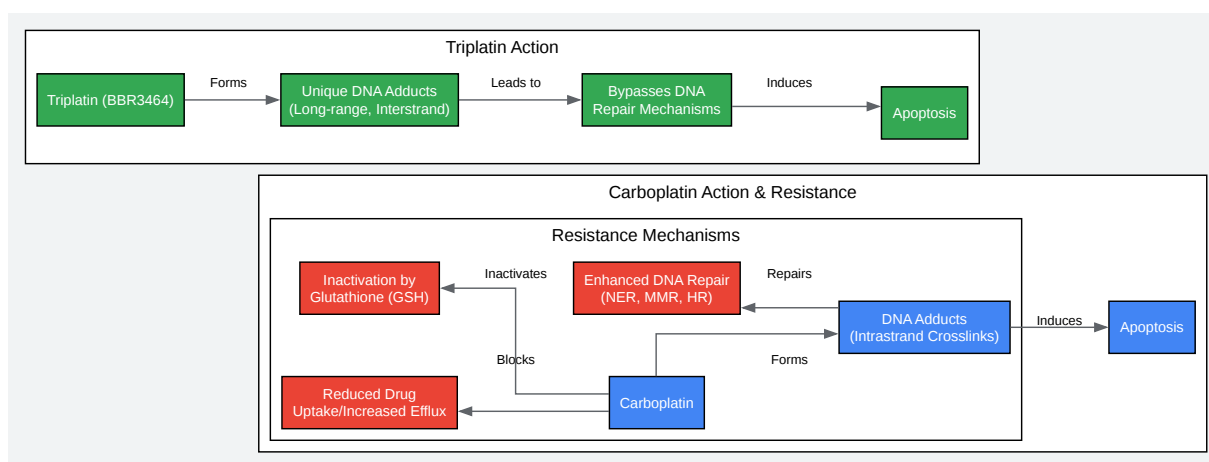 Triplatin Action
Triplatin (BBR3464)
Forms
Unique DNA Adducts
(Long-range, Interstrand)
Leads to
Bypasses DNA
Repair Mechanisms
Induces
Apoptosis
Carboplatin Action & Resistance
Resistance Mechanisms
Inactivation by
Glutathione (GSH)
Inactivates
Enhanced DNA Repair
(NER, MMR, HR)
Repairs
DNA Adducts
(Intrastrand Crosslinks)
Induces
Apoptosis
Blocks
Forms
Reduced Drug
Uptake/Increased Efflux
Carboplatin